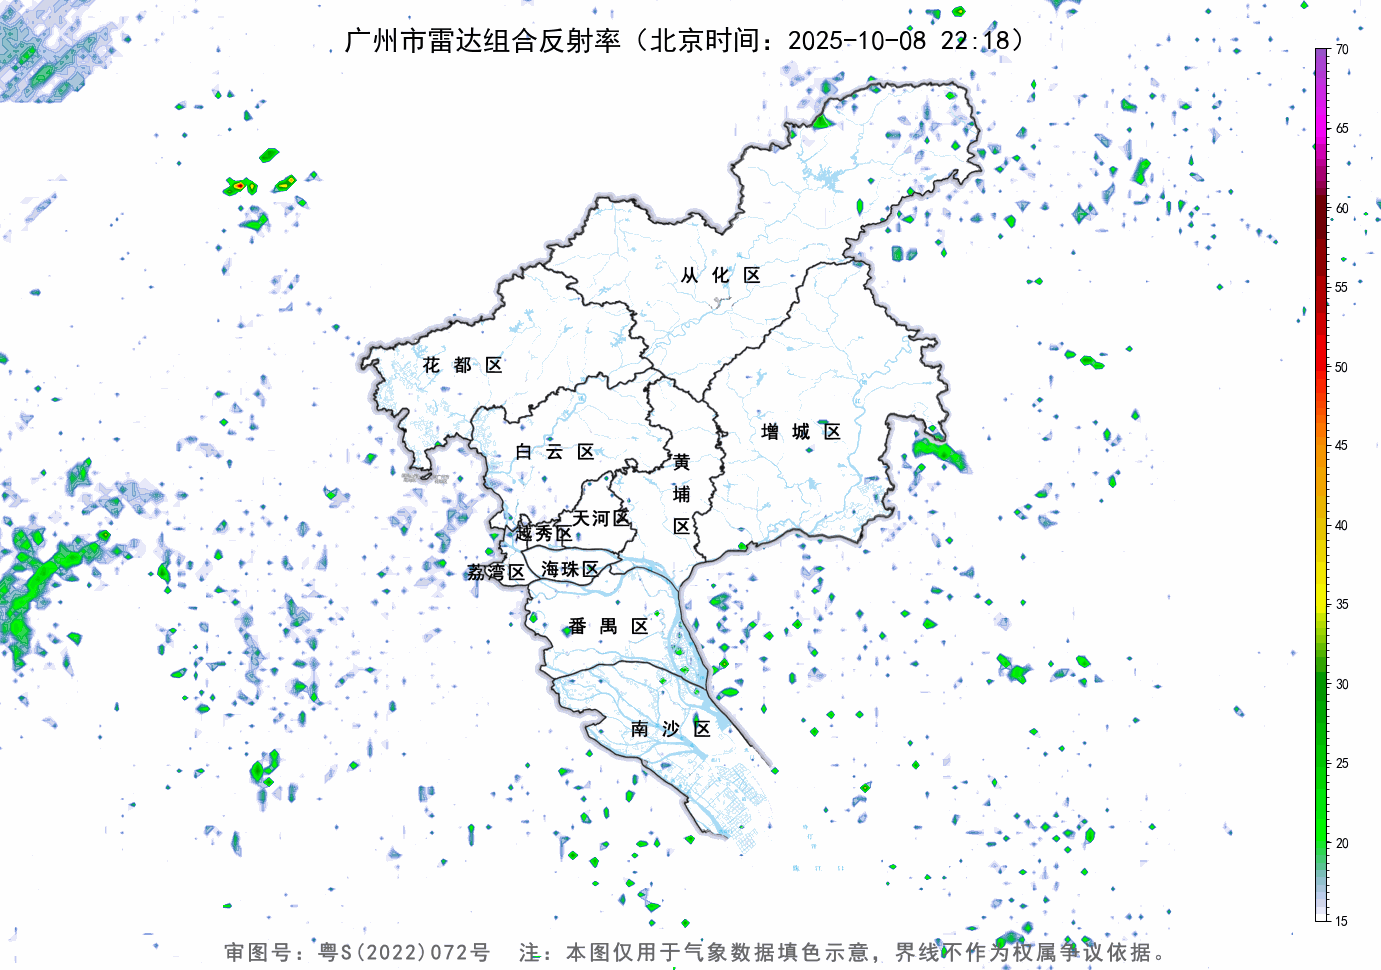 广州市雷达组合反射率（北京时间：2025-10-08 22:18）
70
65
60
55
50
45
40
35
30
25
20
15
从化区
花都区
增城区
白云区
黄埔区
天河区
越秀区
荔湾区
海珠区
番禺区
南沙区
审图号：粤S(2022)072号 注：本图仅用于气象数据填色示意，界线不作为权属争议依据。